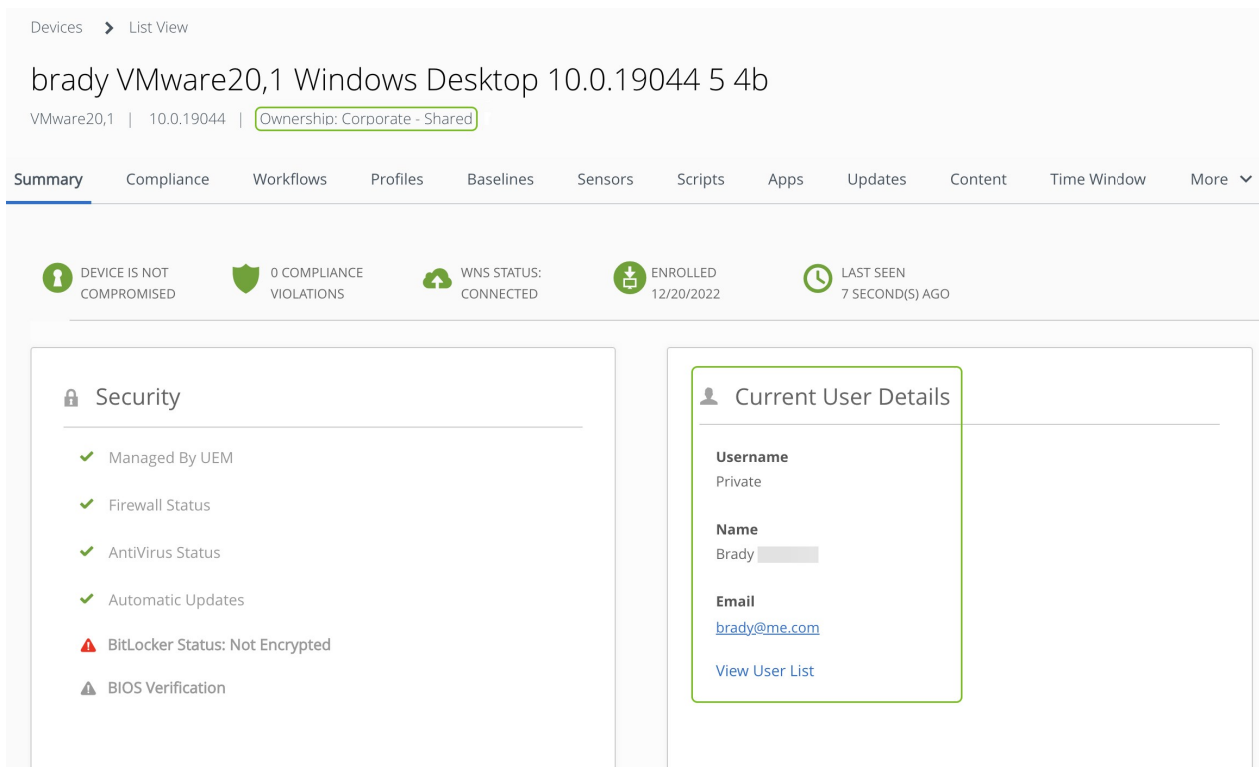 Devices > List View
brady VMware20,1 Windows Desktop 10.0.19044 5 4b
VMware20,1 | 10.0.19044 | Ownership: Corporate - Shared
Summary Compliance Workflows Profiles Baselines Sensors Scripts Apps Updates Content Time Window More
DEVICE IS NOT
COMPROMISED
0 COMPLIANCE
VIOLATIONS
WNS STATUS:
CONNECTED
ENROLLED
12/20/2022
LAST SEEN
7 SECOND(S) AGO
Security
Managed By UEM
Firewall Status
AntiVirus Status
Automatic Updates
BitLocker Status: Not Encrypted
BIOS Verification
Current User Details
Username
Private
Name
Brady
Email
brady@me.com
View User List